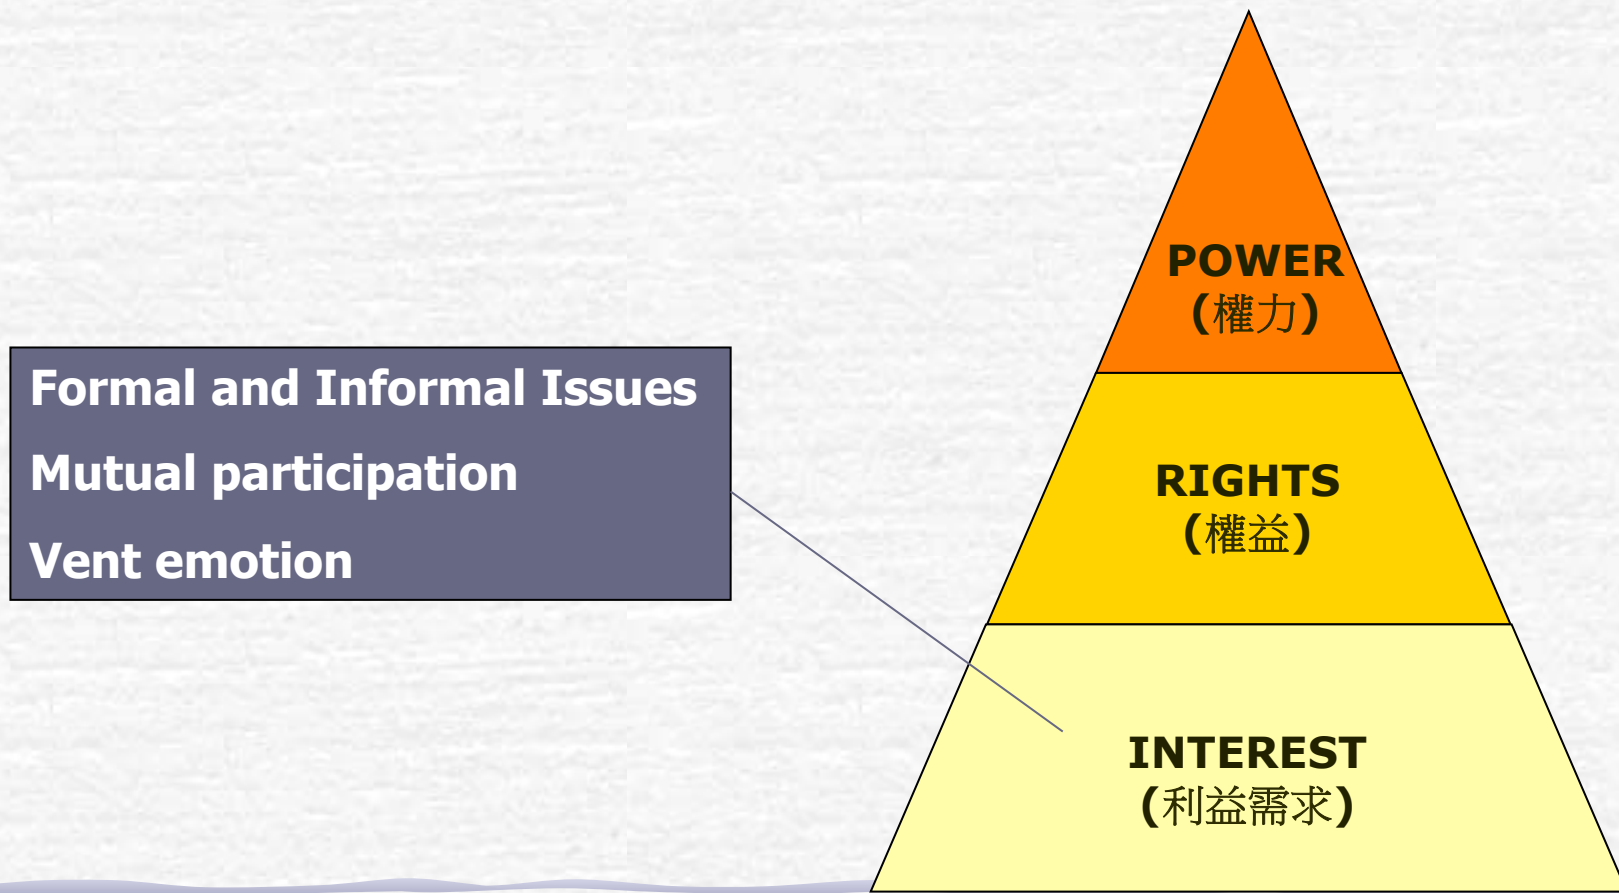 Formal and Informal Issues
Mutual participation
Vent emotion
POWER
(權力)
RIGHTS
(權益)
INTEREST
(利益需求)